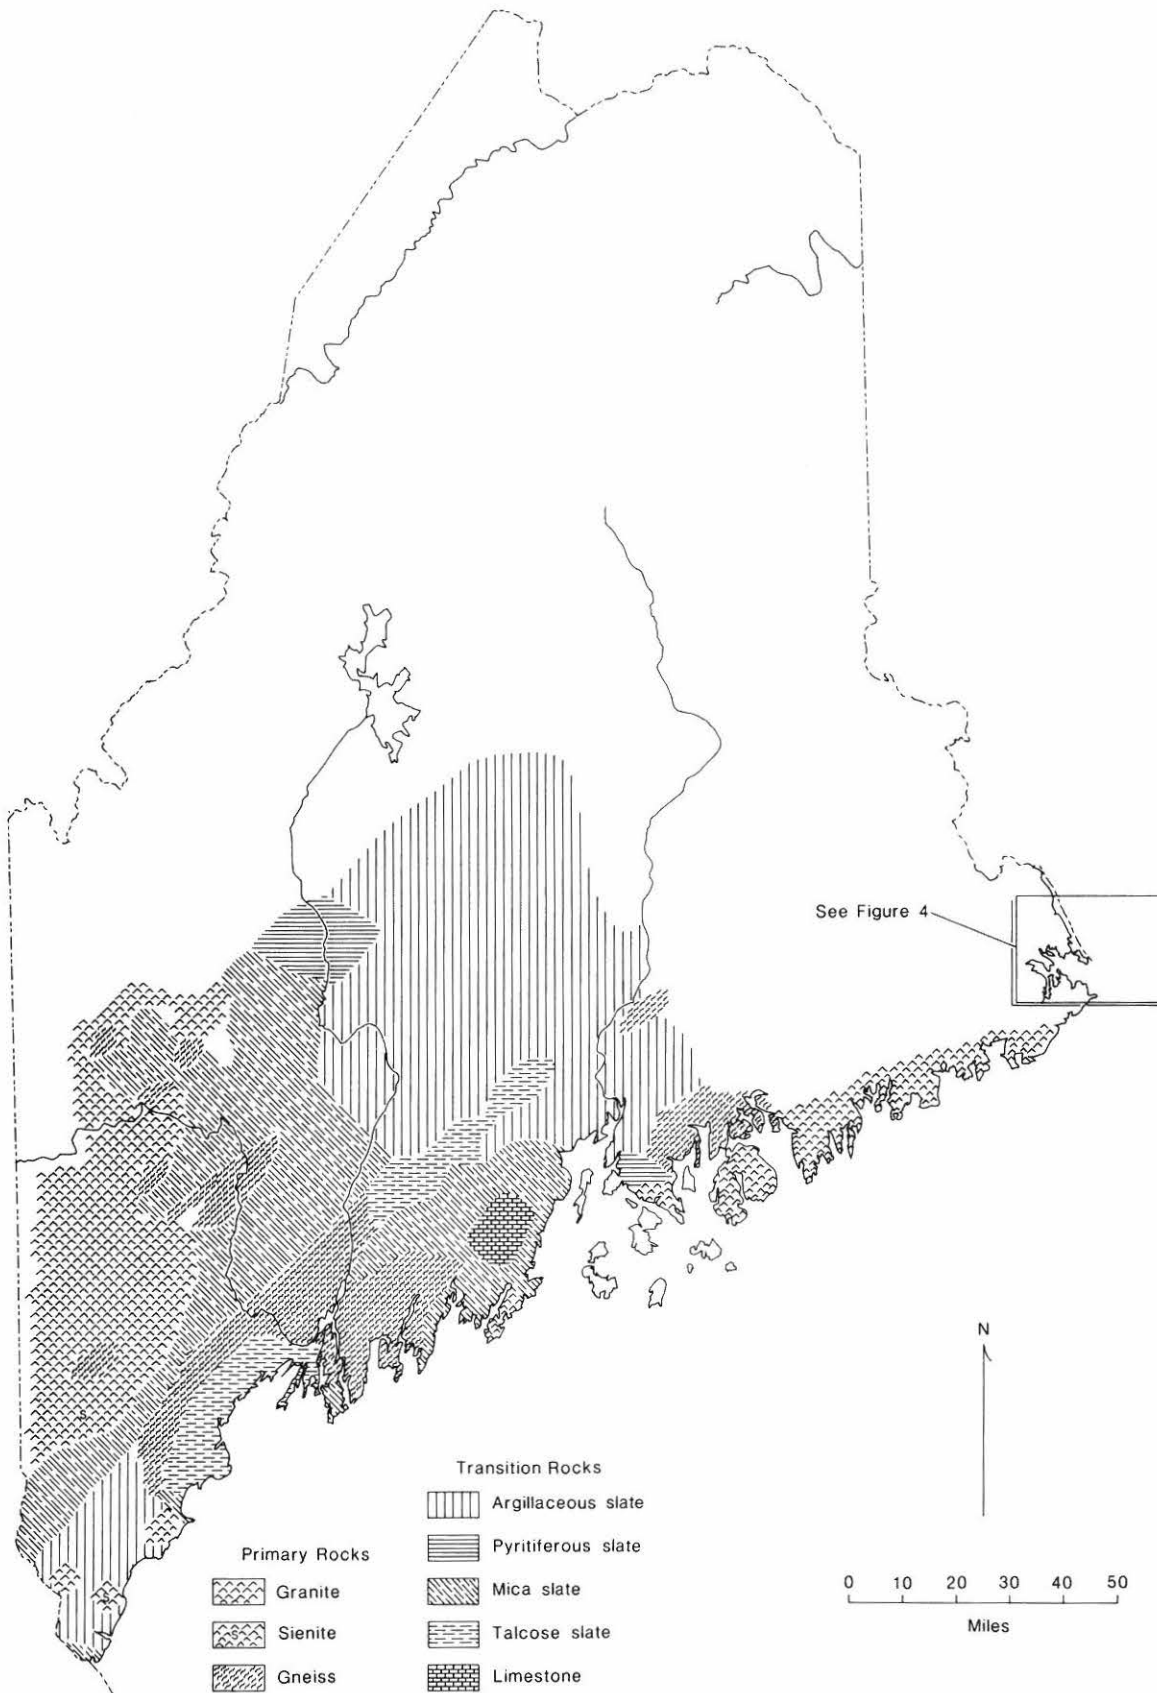 See Figure 4
N
Transition Rocks
Argillaceous slate
Pyritiferous slate
Mica slate
Talcose slate
Limestone
Primary Rocks
Granite
S Sienite
Gneiss
0 10 20 30 40 50
Miles
S
S